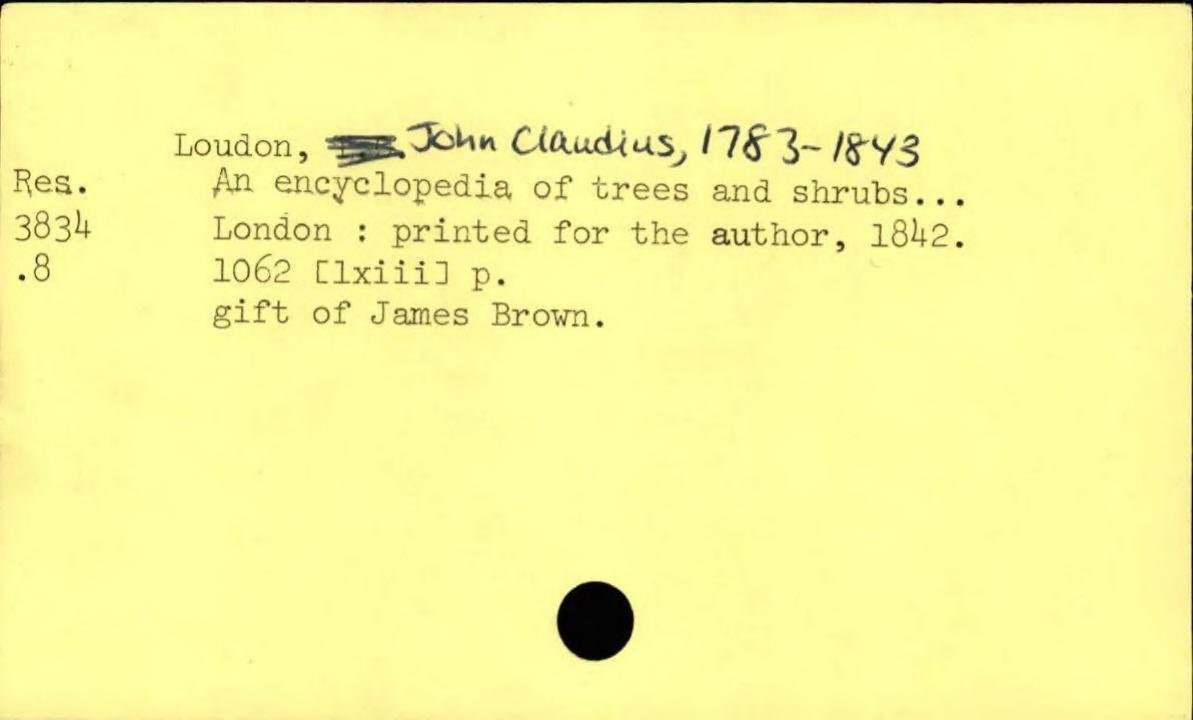 Loudon, John Claudius, 1783-1843
Res. An encyclopedia of trees and shrubs...
3834 London : printed for the author, 1842.
.8 1062 [lxiii] p.
gift of James Brown.